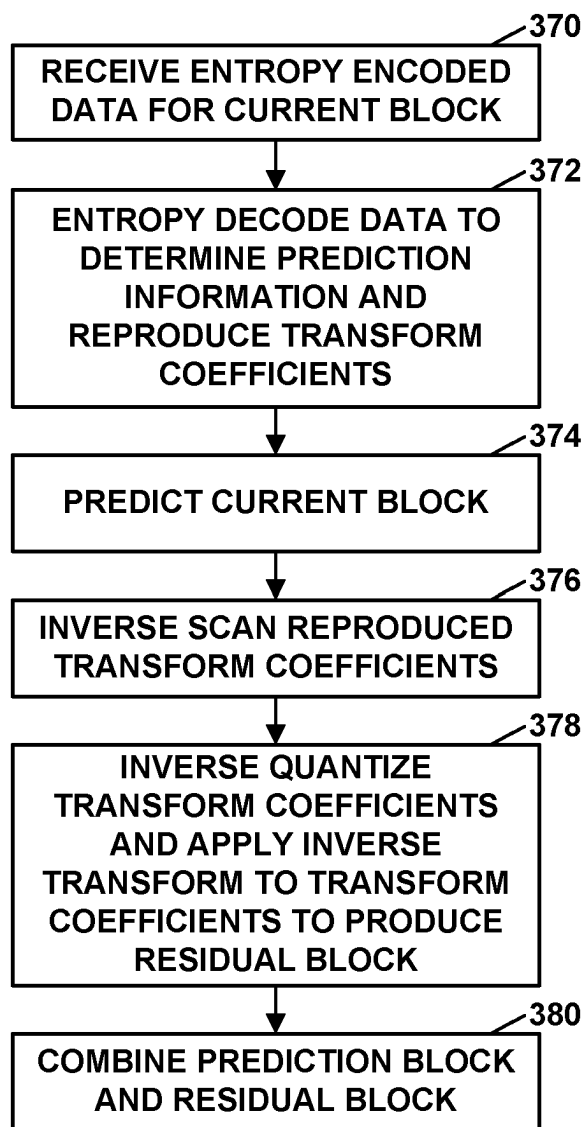 370
RECEIVE ENTROPY ENCODED
DATA FOR CURRENT BLOCK
372
ENTROPY DECODE DATA TO
DETERMINE PREDICTION
INFORMATION AND
REPRODUCE TRANSFORM
COEFFICIENTS
374
PREDICT CURRENT BLOCK
376
INVERSE SCAN REPRODUCED
TRANSFORM COEFFICIENTS
378
INVERSE QUANTIZE
TRANSFORM COEFFICIENTS
AND APPLY INVERSE
TRANSFORM TO TRANSFORM
COEFFICIENTS TO PRODUCE
RESIDUAL BLOCK
380
COMBINE PREDICTION BLOCK
AND RESIDUAL BLOCK